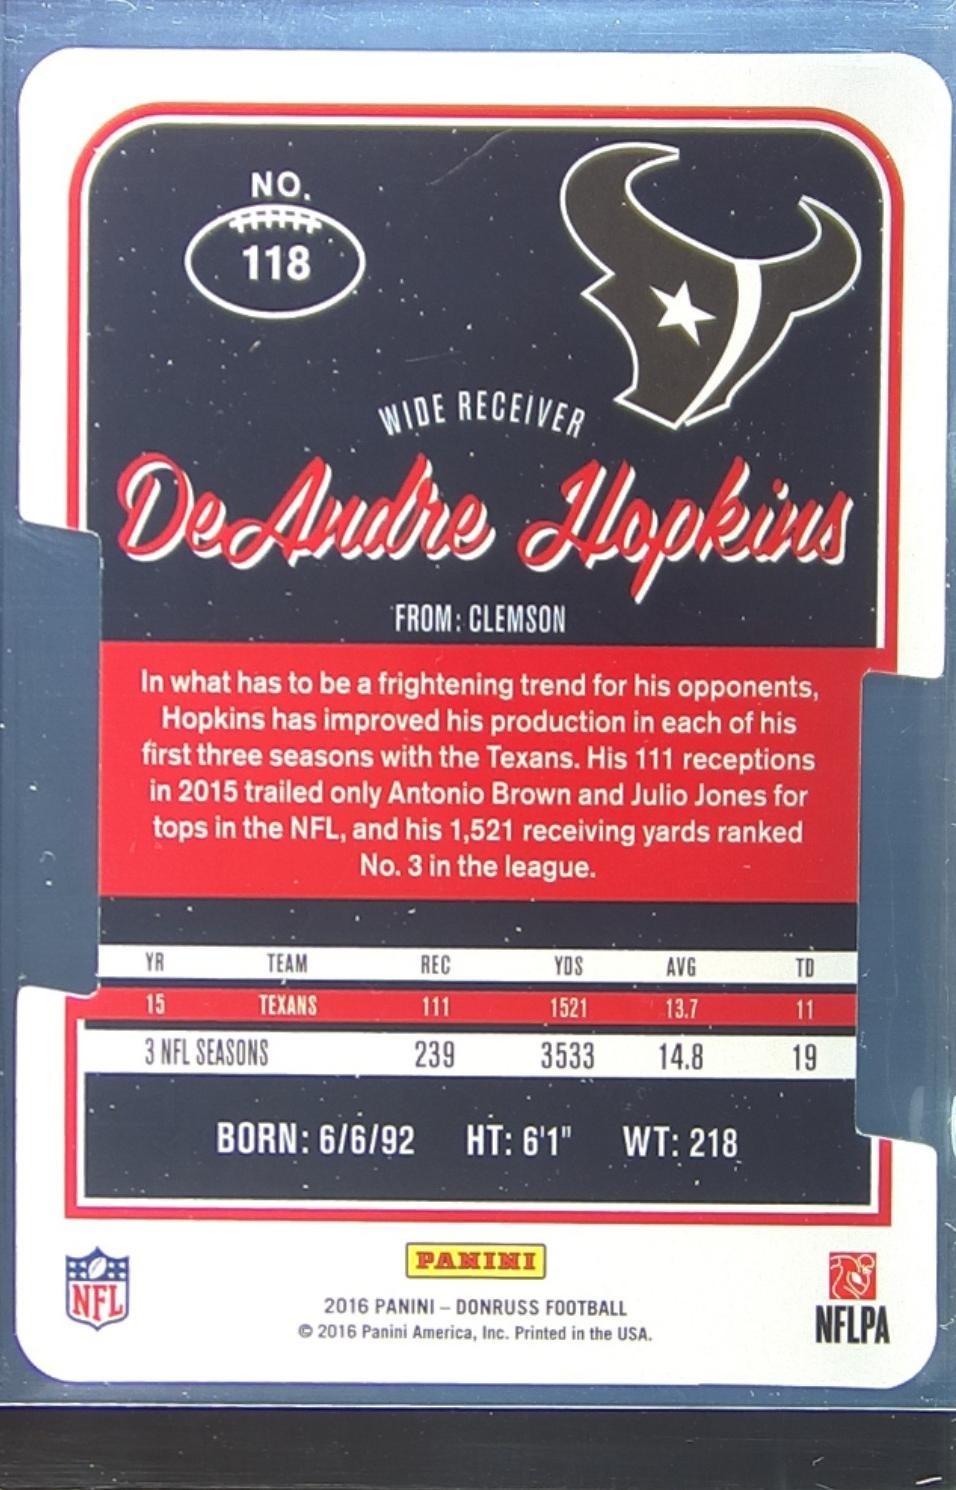 NO.
118
WIDE RECEIVER
DeAndre Hopkins
FROM: CLEMSON
In what has to be a frightening trend for his opponents,
Hopkins has improved his production in each of his
first three seasons with the Texans. His 111 receptions
in 2015 trailed only Antonio Brown and Julio Jones for
tops in the NFL, and his 1,521 receiving yards ranked
No. 3 in the league.
YR TEAM REC YDS AVG TD
15 TEXANS 111 1521 13.7 11
3 NFL SEASONS 239 3533 14.8 19
BORN: 6/6/92 HT: 6'1" WT: 218
NFL
PANINI
2016 PANINI – DONRUSS FOOTBALL
© 2016 Panini America, Inc. Printed in the USA.
NFLPA